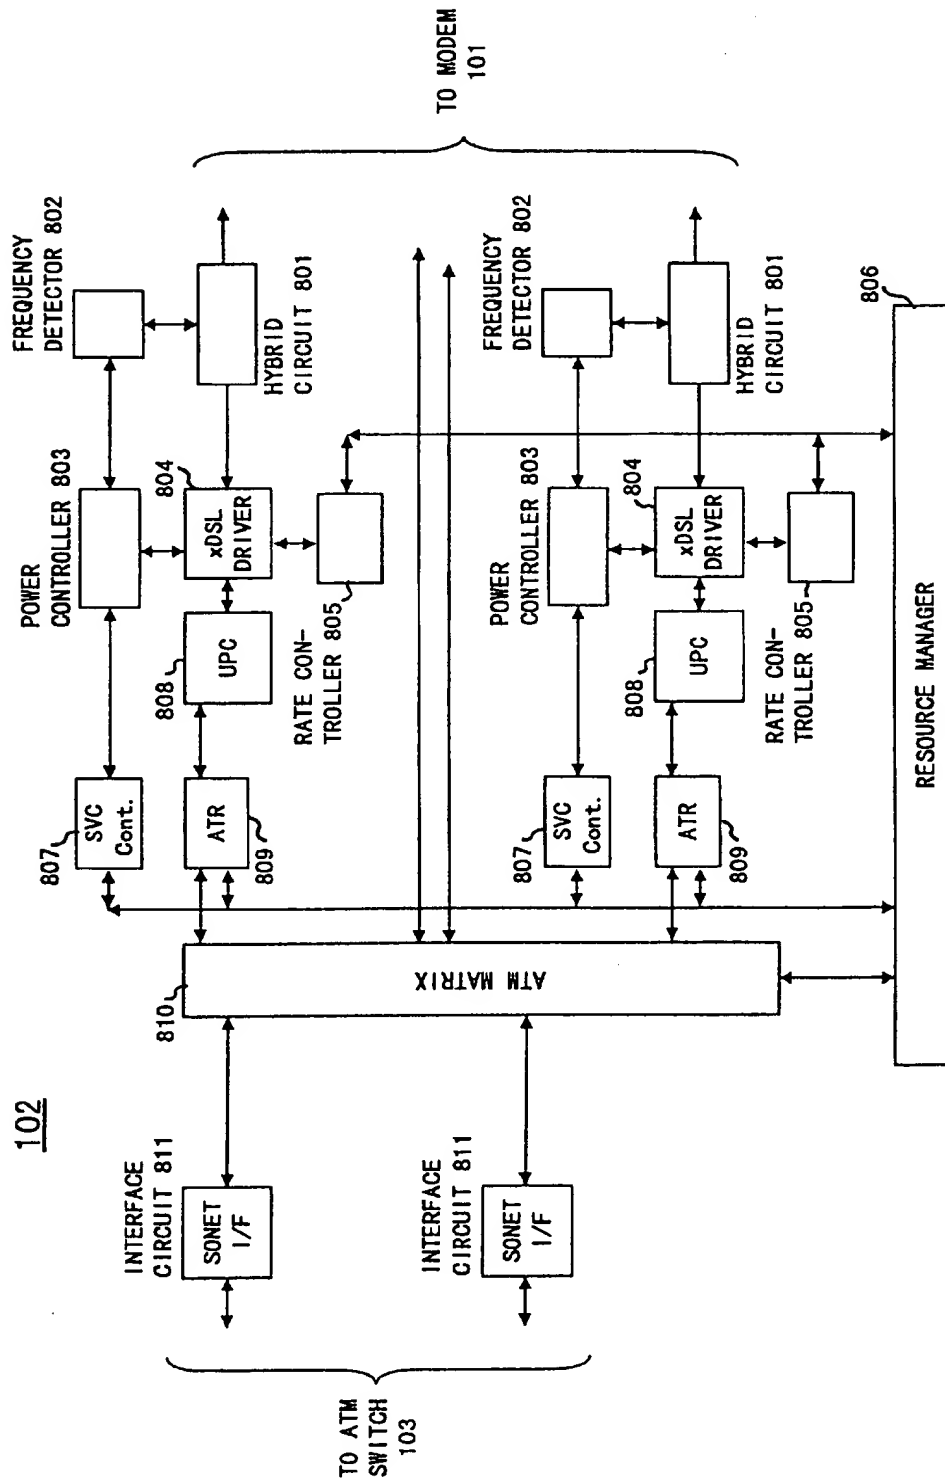 102
TO ATM
SWITCH
103
INTERFACE
CIRCUIT 811
SONET
I/F
INTERFACE
CIRCUIT 811
SONET
I/F
810
ATM MATRIX
807
SVC
Cont.
ATR
809
POWER
CONTROLLER 803
804
xDSL
DRIVER
808
UPC
RATE CON-
TROLLER 805
FREQUENCY
DETECTOR 802
HYBRID
CIRCUIT 801
807
SVC
Cont.
ATR
809
POWER
CONTROLLER 803
804
xDSL
DRIVER
808
UPC
RATE CON-
TROLLER 805
FREQUENCY
DETECTOR 802
HYBRID
CIRCUIT 801
TO MODEM
101
806
RESOURCE MANAGER